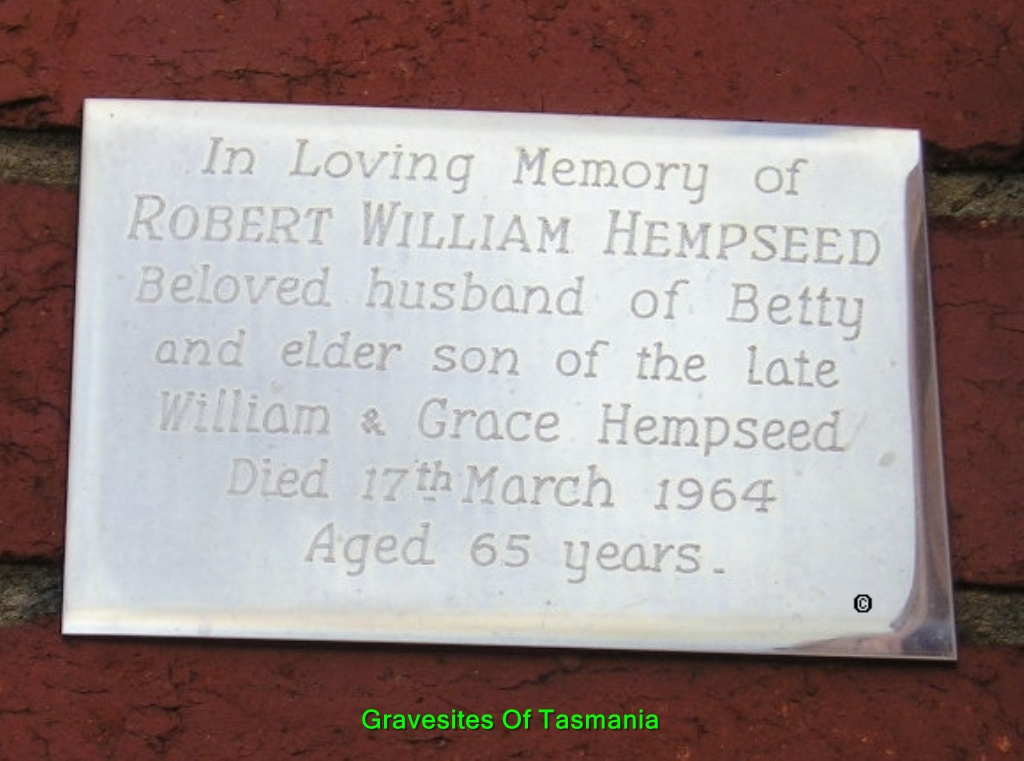 In Loving Memory of
ROBERT WILLIAM HEMPSEED
Beloved husband of Betty
and elder son of the late
William & Grace Hempseed
Died 17th March 1964
Aged 65 years.
©
Gravesites Of Tasmania